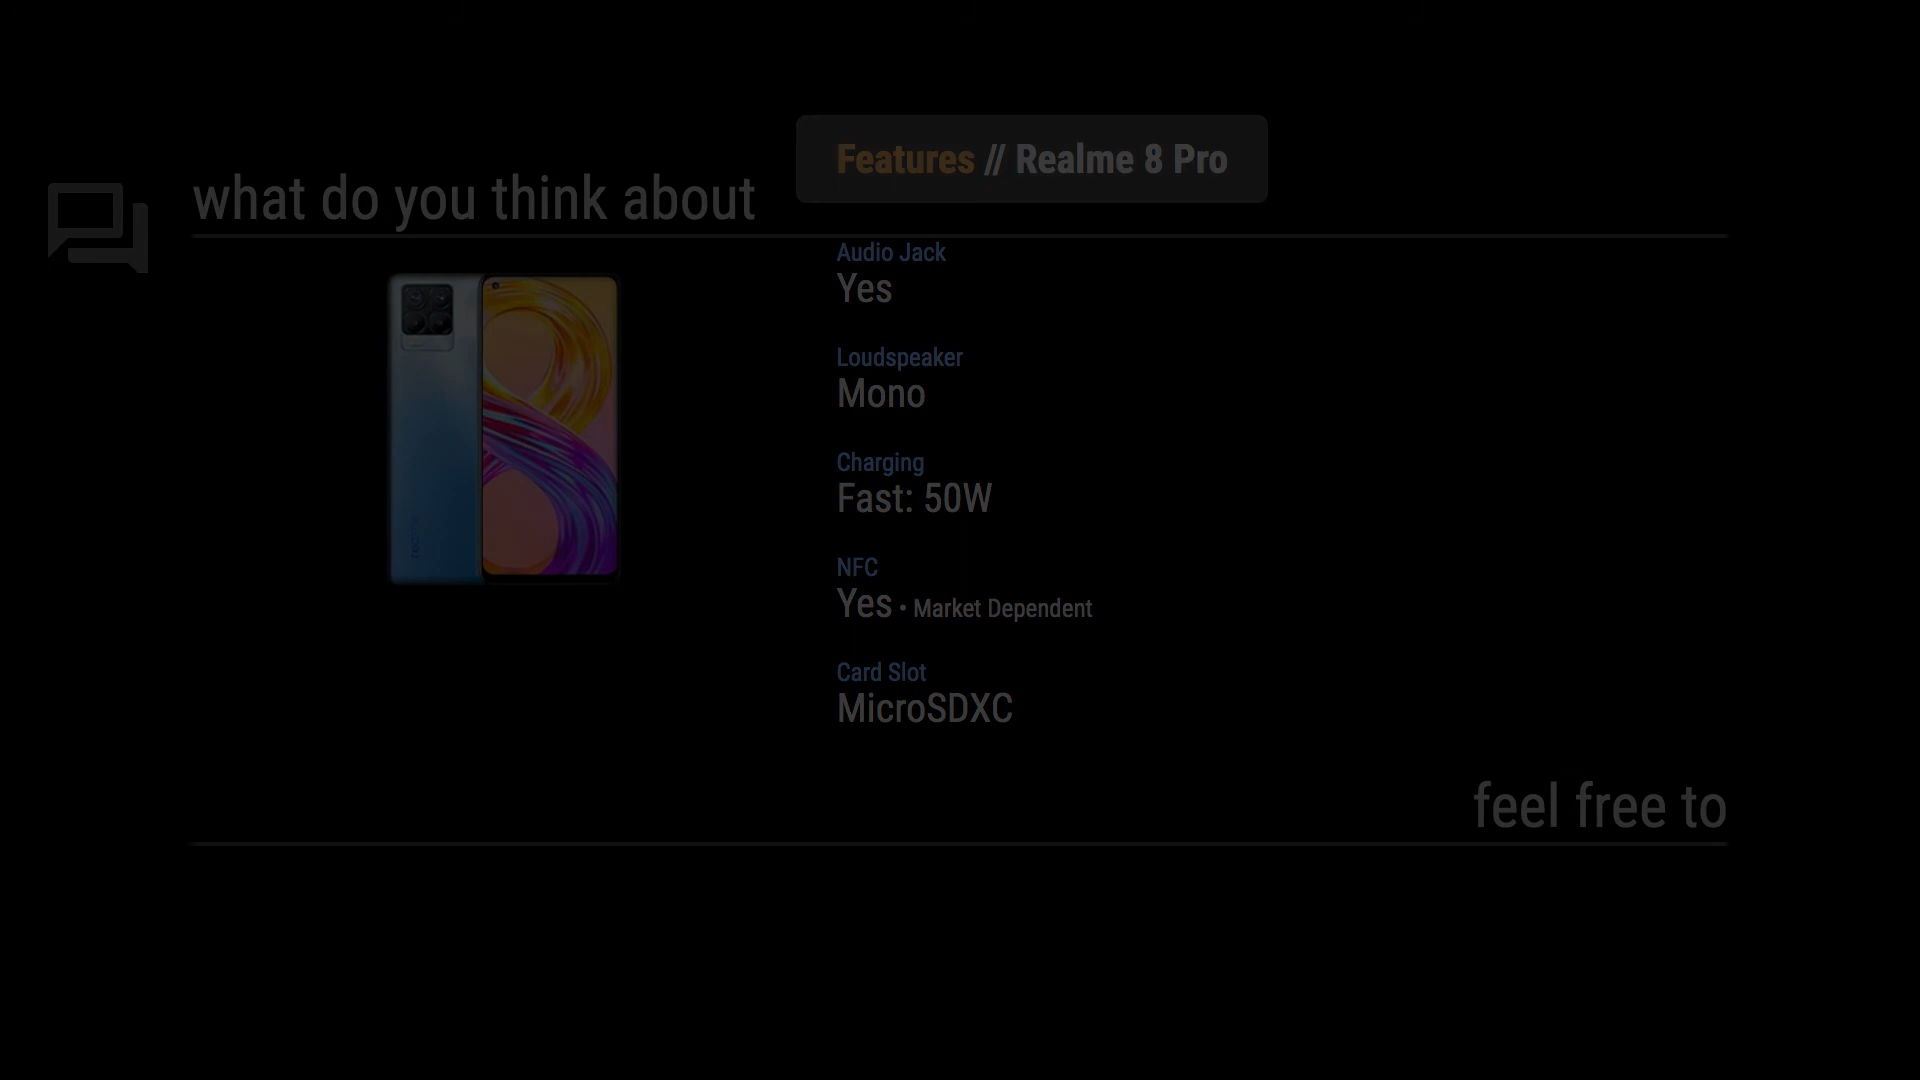 Features // Realme 8 Pro
what do you think about
Audio Jack
Yes
Loudspeaker
Mono
Charging
Fast: 50W
NFC
Yes • Market Dependent
Card Slot
MicroSDXC
feel free to
realme